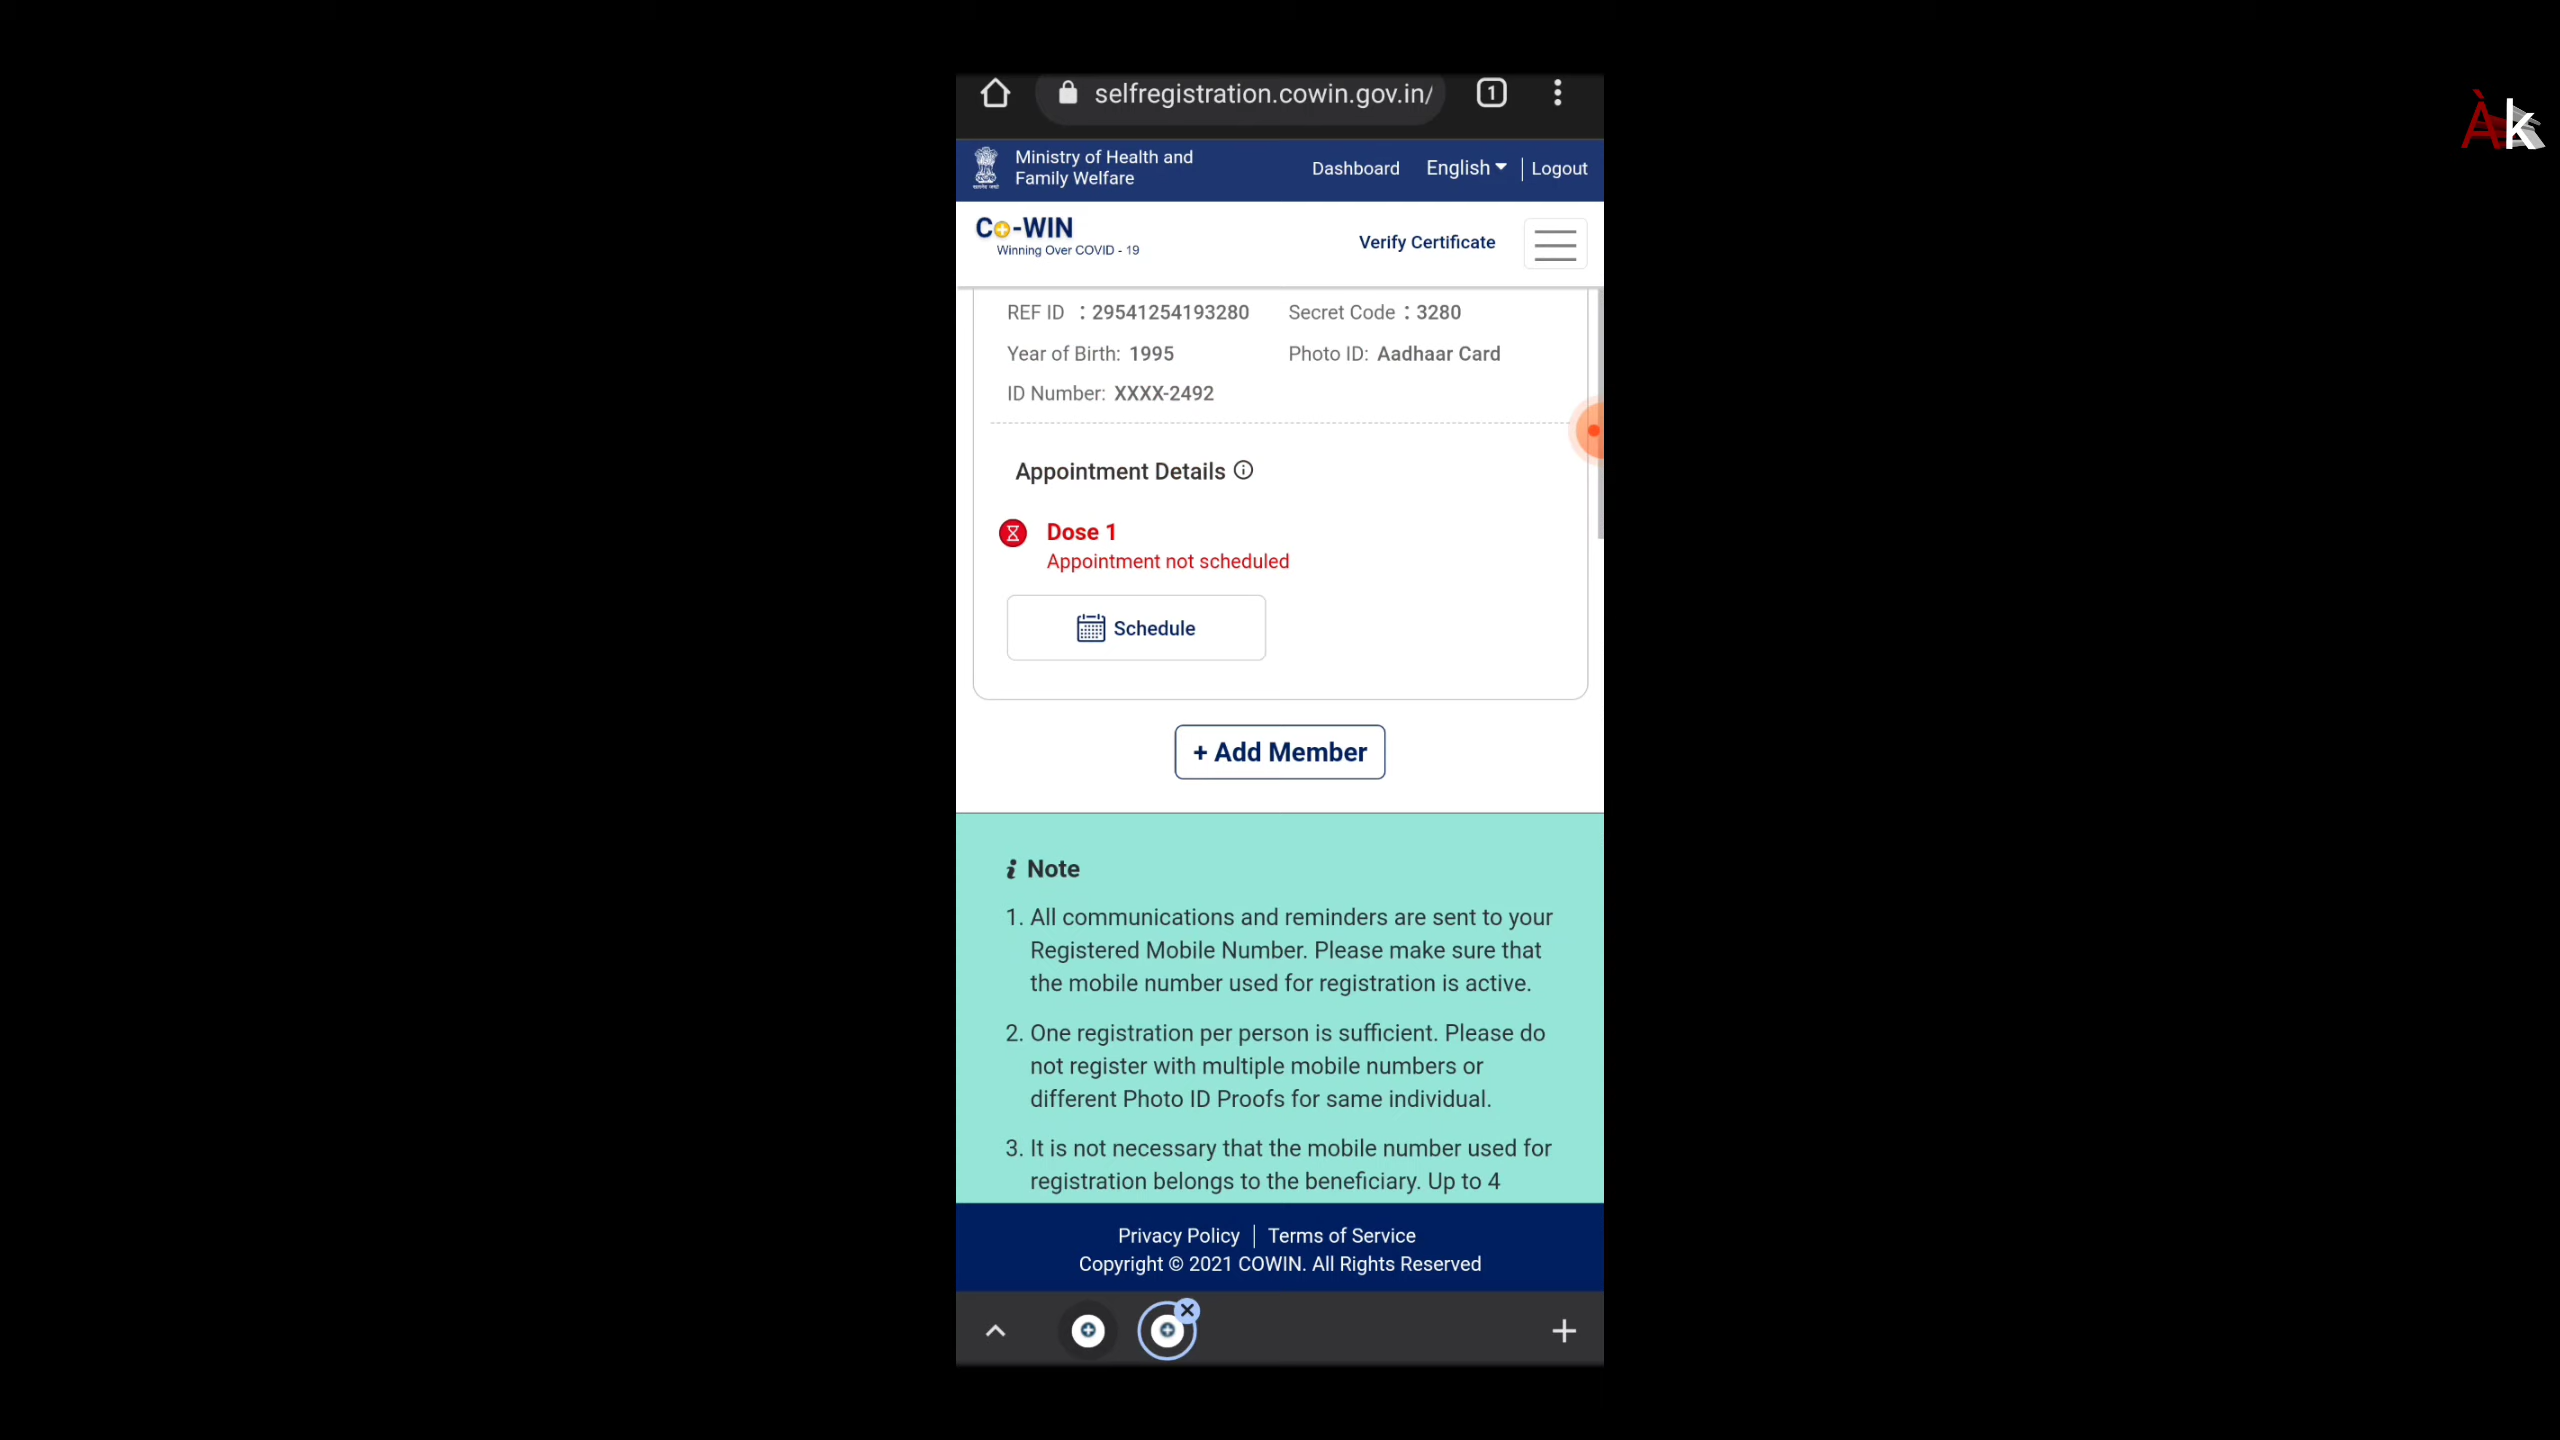 selfregistration.cowin.gov.in/
1
Àk
Ministry of Health and
Family Welfare
Dashboard English Logout
Co-WIN
Winning Over COVID - 19
Verify Certificate
REF ID : 29541254193280 Secret Code : 3280
Year of Birth: 1995 Photo ID: Aadhaar Card
ID Number: XXXX-2492
Appointment Details
Dose 1
Appointment not scheduled
Schedule
+ Add Member
i Note
1. All communications and reminders are sent to your
Registered Mobile Number. Please make sure that
the mobile number used for registration is active.
2. One registration per person is sufficient. Please do
not register with multiple mobile numbers or
different Photo ID Proofs for same individual.
3. It is not necessary that the mobile number used for
registration belongs to the beneficiary. Up to 4
Privacy Policy | Terms of Service
Copyright © 2021 COWIN. All Rights Reserved